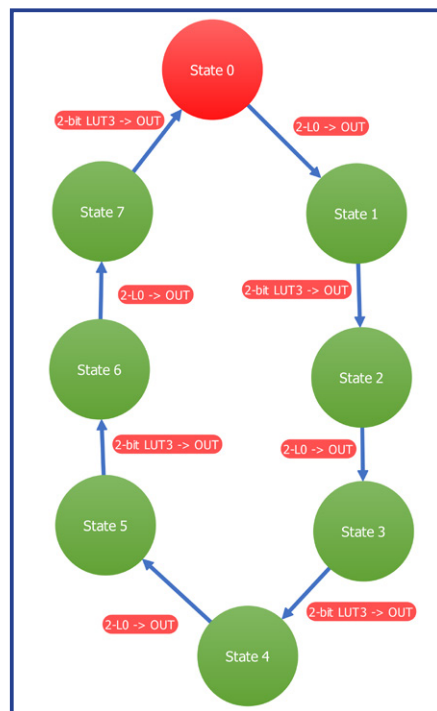 State 0
2-bit LUT3 -> OUT
2-L0 -> OUT
State 7
State 1
2-L0 -> OUT
2-bit LUT3 -> OUT
State 6
State 2
2-bit LUT3 -> OUT
2-L0 -> OUT
State 5
State 3
2-L0 -> OUT
2-bit LUT3 -> OUT
State 4